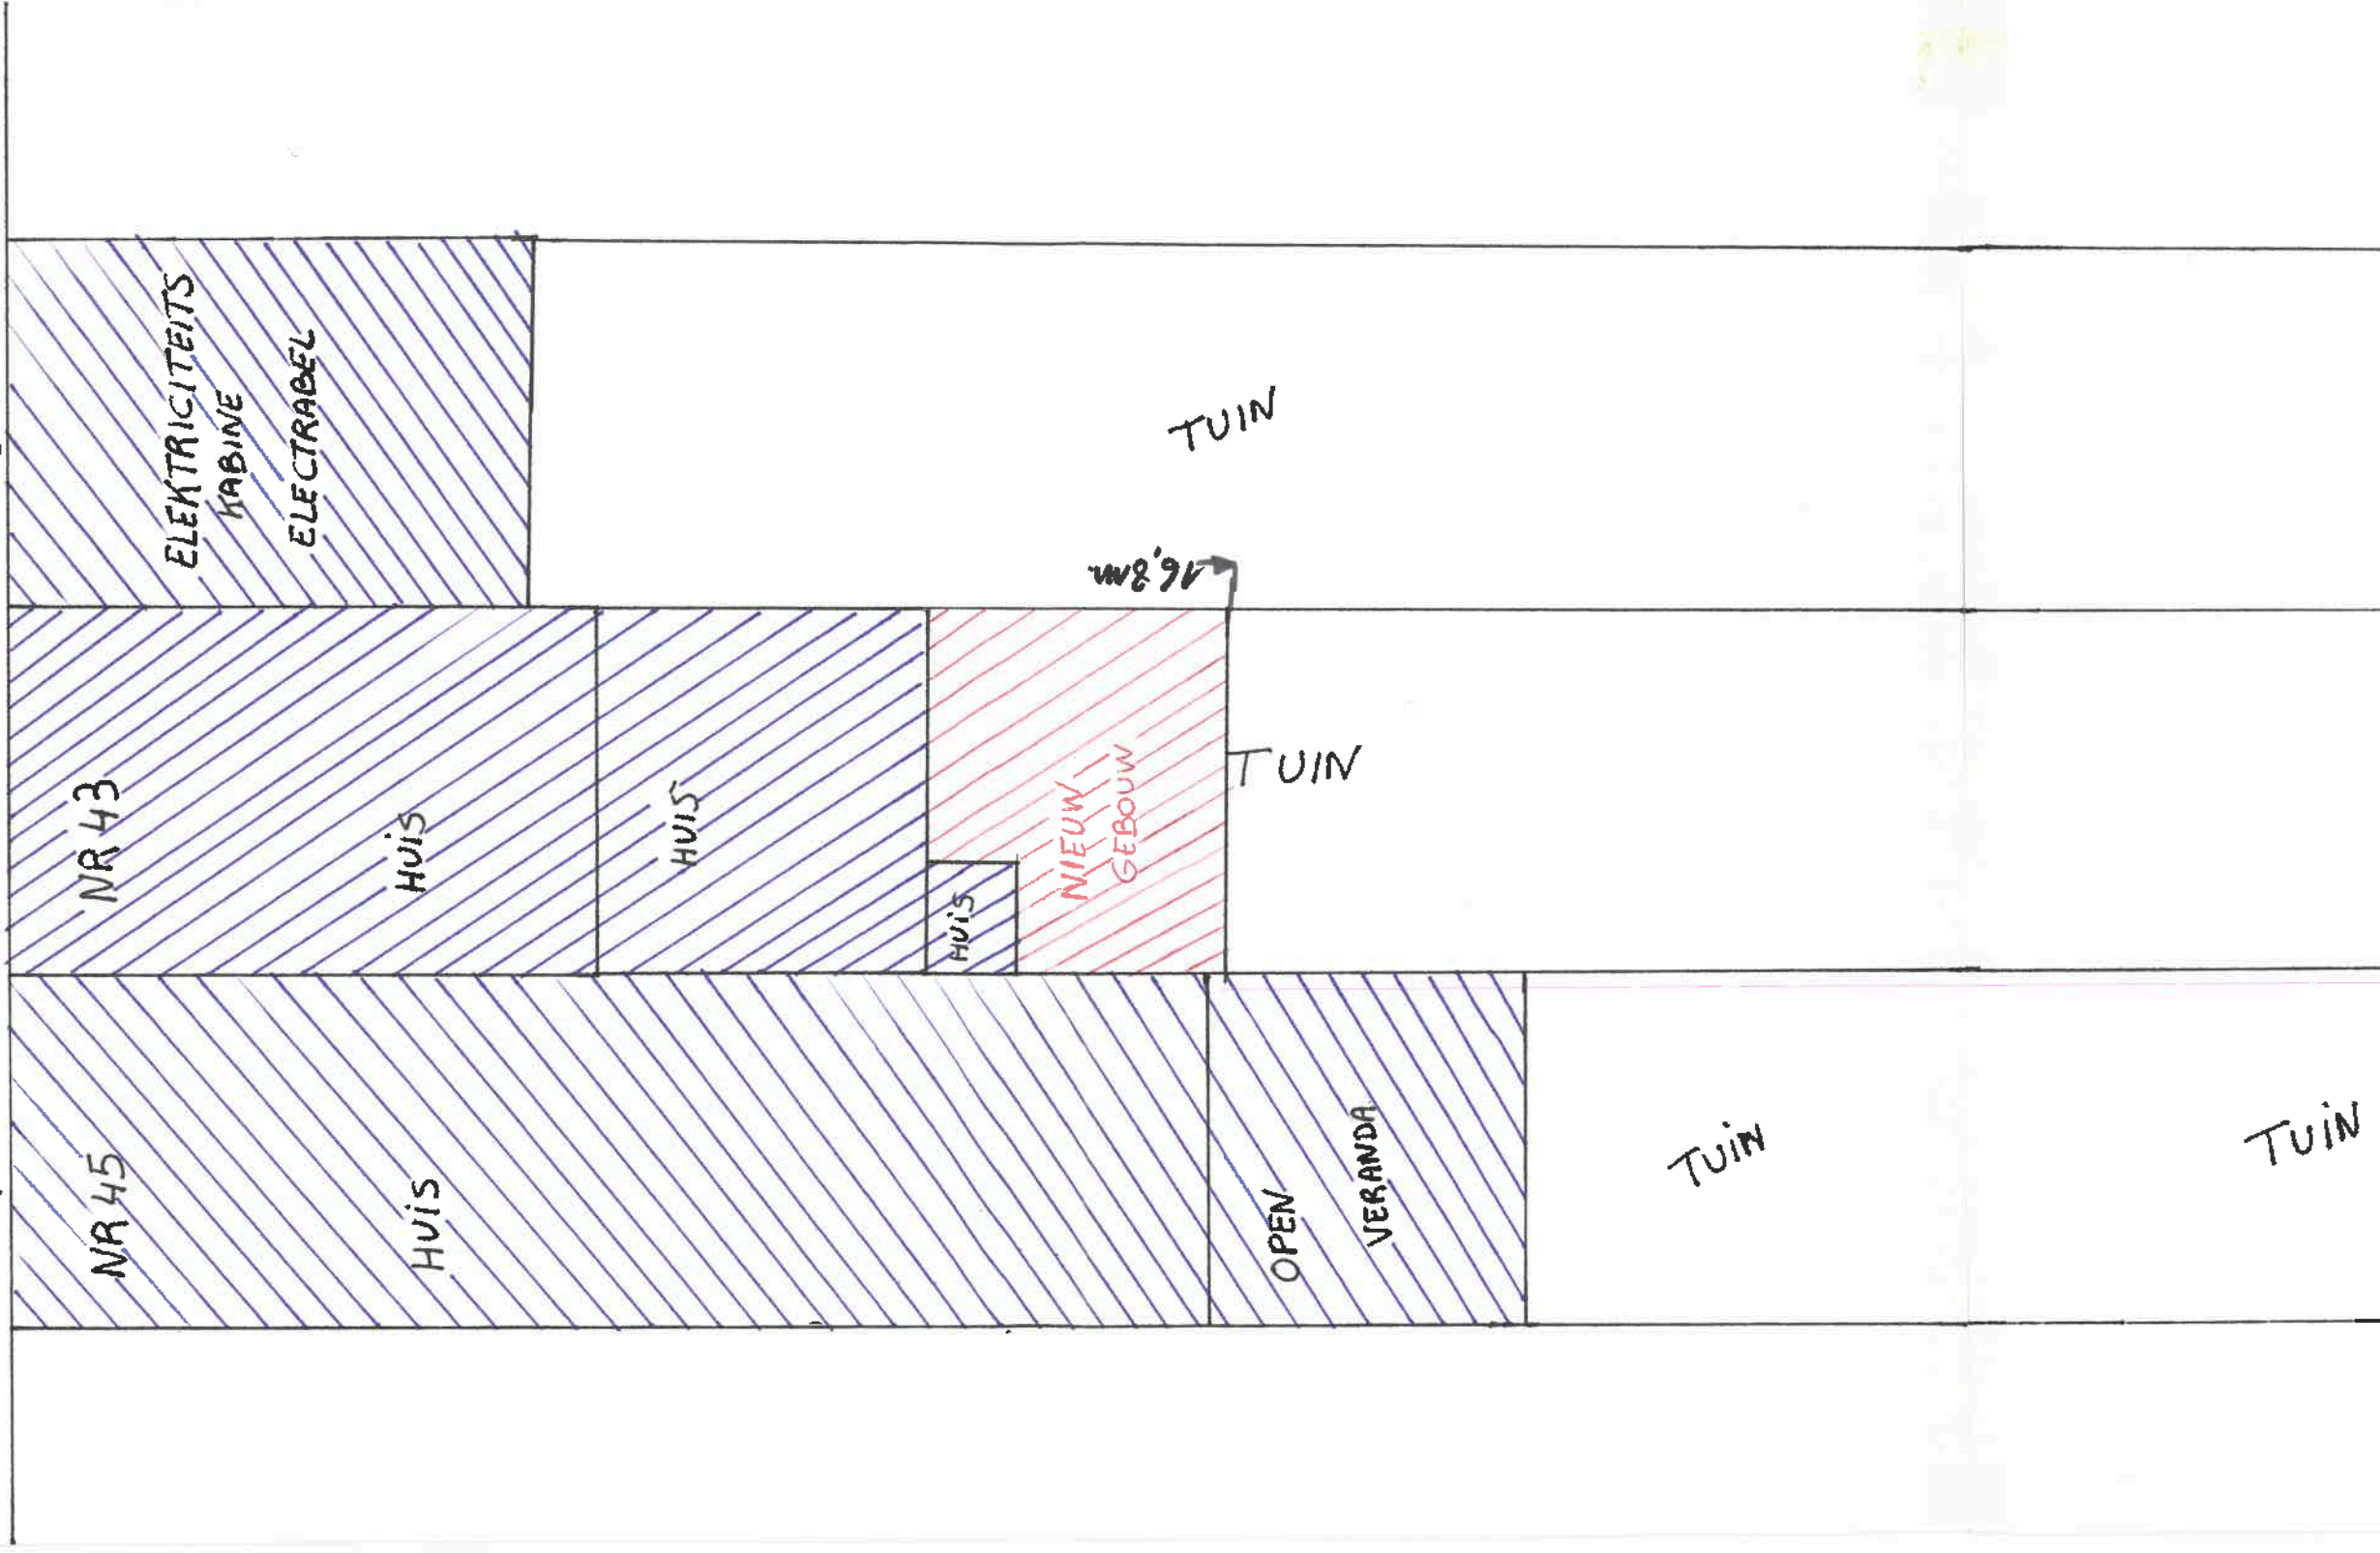 ELEKTRICITEITS
KABINE
ELECTRABEL
TUIN
16,8m
NR 43
HUIS
HUIS
HUIS
NIEUW
GEBOUW
TUIN
NR 45
HUIS
OPEN
VERANDA
TUIN
TUIN